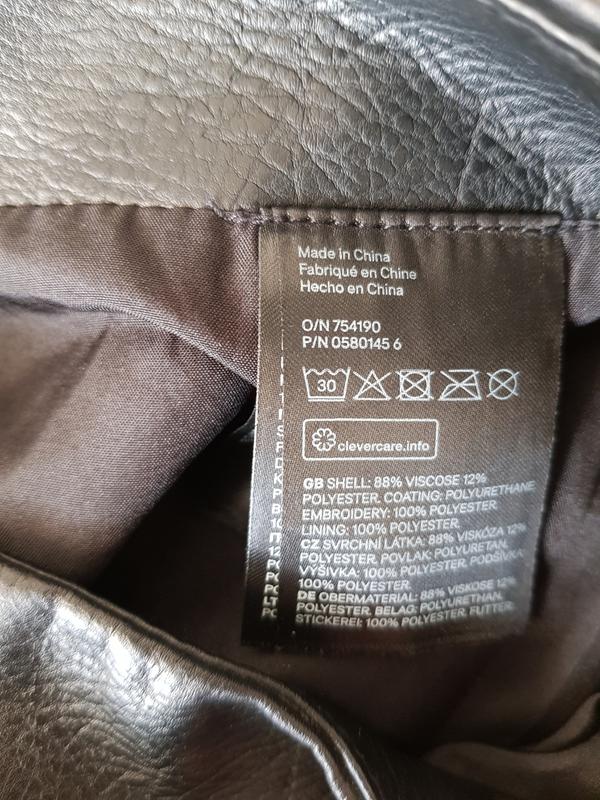 Made in China
Fabriqué en Chine
Hecho en China
O/N 754190
P/N 0580145 6
30
clevercare.info
GB SHELL: 88% VISCOSE 12%
POLYESTER. COATING: POLYURETHANE
EMBROIDERY: 100% POLYESTER.
LINING: 100% POLYESTER.
CZ SVRCHNÍ LÁTKA: 88% VISKÓZA 12%
POLYESTER. POVLAK: POLYURETAN.
VÝŠIVKA: 100% POLYESTER. PODŠÍVKA:
100% POLYESTER.
DE OBERMATERIAL: 88% VISKOSE 12%
POLYESTER. BELAG: POLYURETHAN.
STICKEREI: 100% POLYESTER. FUTTER: